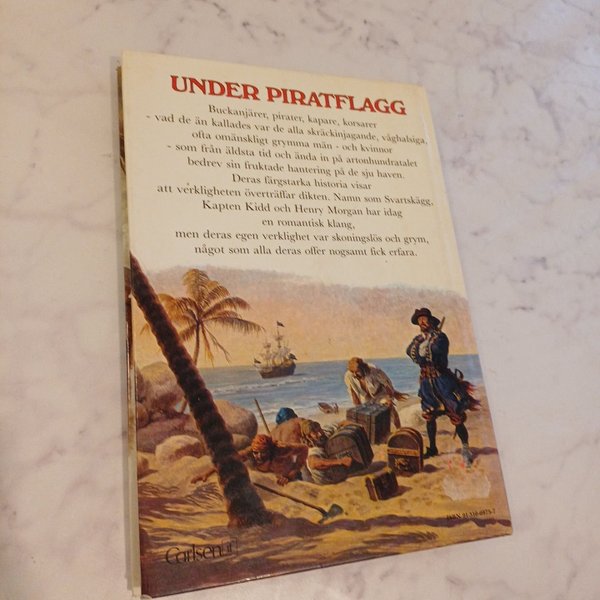 UNDER PIRATFLAGG
Buckanjärer, pirater, kapare, korsarer
- vad de än kallades var de alla skräckinjagande, våghalsiga,
ofta omänskligt grymma män - och kvinnor
- som från äldsta tid och ända in på artonhundratalet
bedrev sin fruktade hantering på de sju haven.
Deras färgstarka historia visar
att verkligheten överträffar dikten. Namn som Svartskägg,
Kapten Kidd och Henry Morgan har idag
en romantisk klang,
men deras egen verklighet var skoningslös och grym,
något som alla deras offer nogsamt fick erfara.
Carlsen